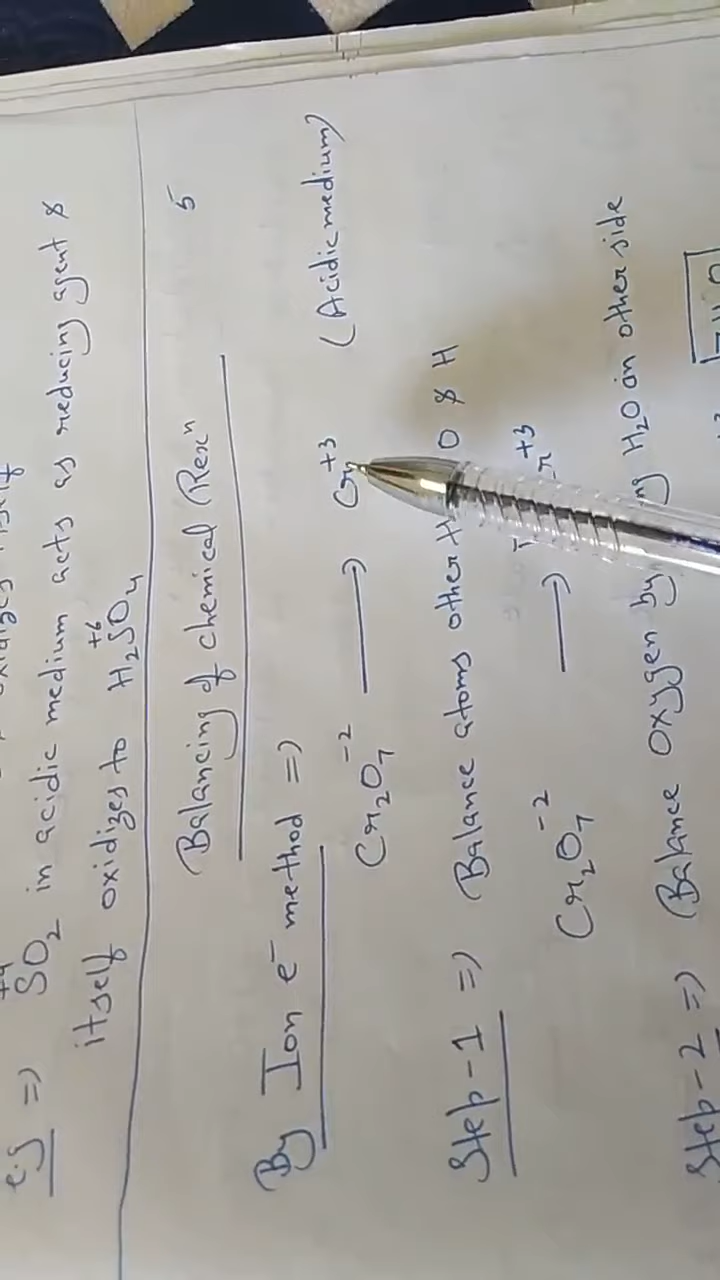 e.g => SO2 in acidic medium acts as reducing agent &
itself oxidizes to H2SO4
+6
Balancing of chemical Rexn
5
By Ion e- method =>
Cr2O7-2 ⟶ Cr+3 (Acidic medium)
Step-1 => Balance atoms other O & H
Cr2O7-2 ⟶ +3
Step-2 => Balance oxygen by H2O on other side